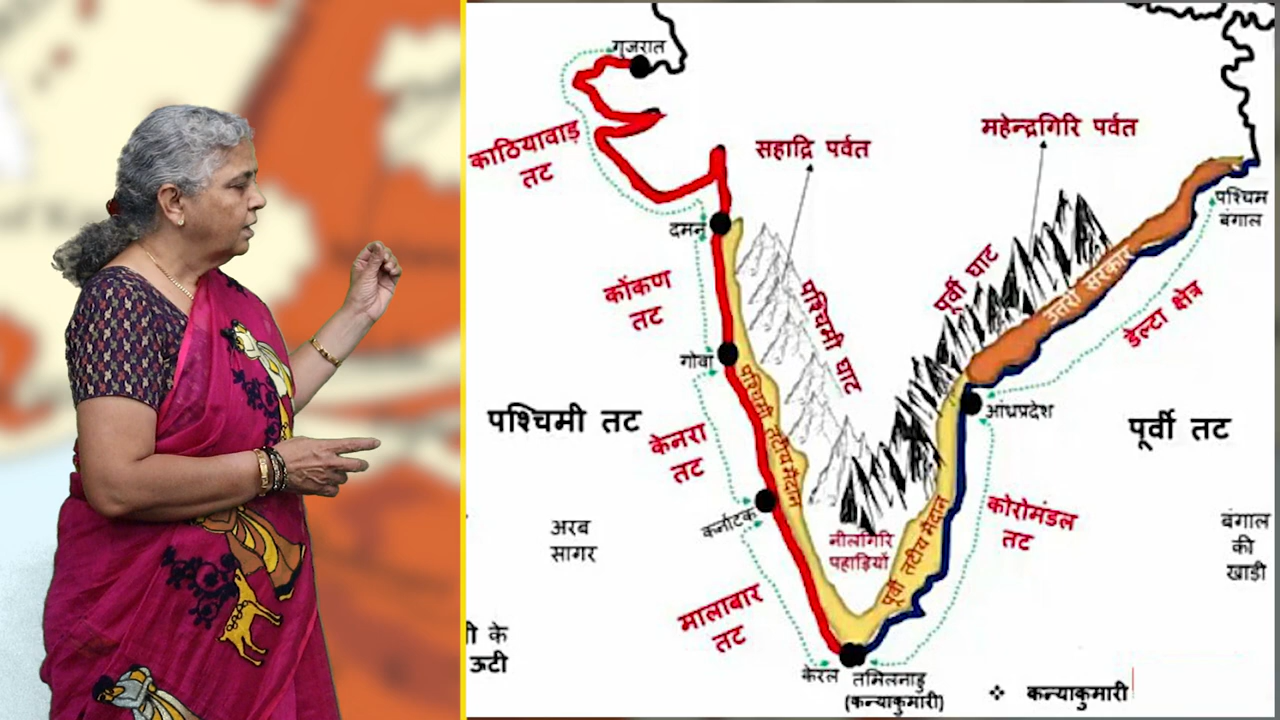 गुजरात
काठियावाड़
तट
सहाद्रि पर्वत
महेन्द्रगिरि पर्वत
पश्चिम
बंगाल
दमन
कोंकण
तट
पश्चिमी घाट
पूर्वी घाट
उत्तरी सरकार
डेल्टा क्षेत्र
गोवा
पश्चिमी तटीय मैदान
आंध्रप्रदेश
पश्चिमी तट
पूर्वी तट
केनरा
तट
कर्नाटक
अरब
सागर
नीलगिरि
पहाड़ियों
पूर्वी तटीय मैदान
कोरोमंडल
तट
बंगाल
की
खाडी
मालाबार
तट
के
ऊटी
केरल
तमिलनाडु
(कन्याकुमारी)
❖ कन्याकुमारी